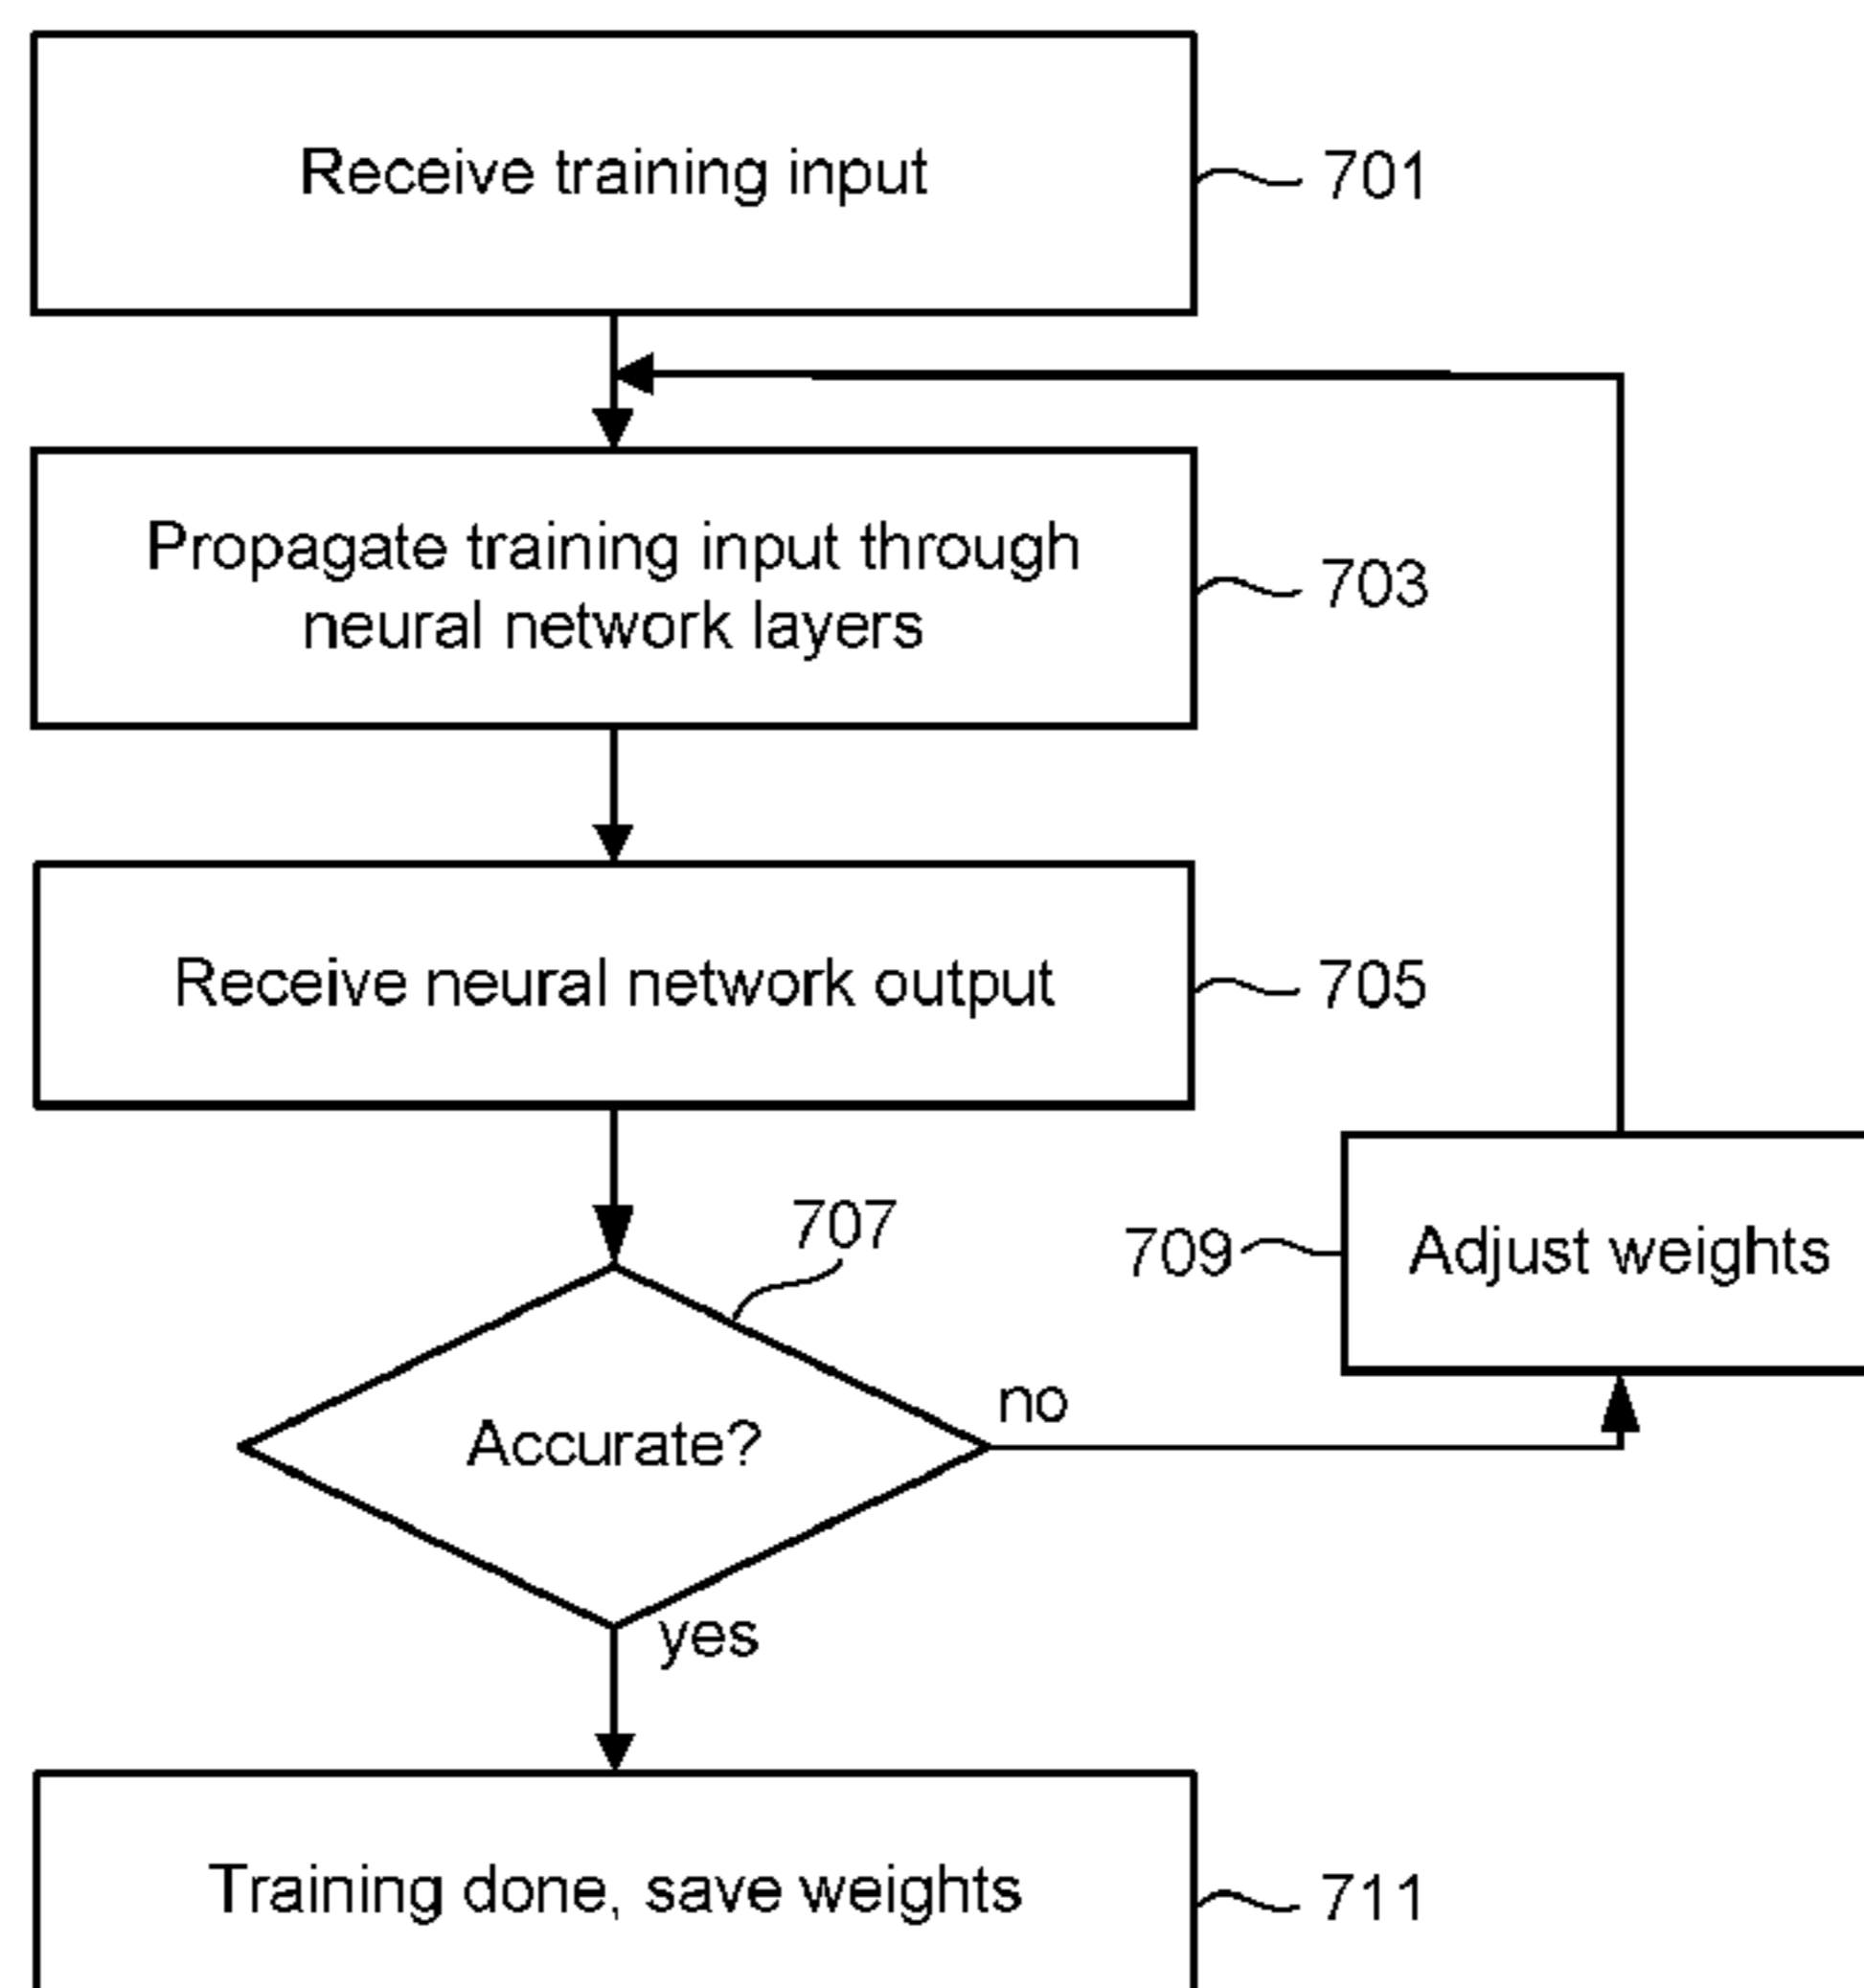 Receive training input
701
Propagate training input through
neural network layers
703
Receive neural network output
705
707
709
Adjust weights
Accurate?
no
yes
Training done, save weights
711